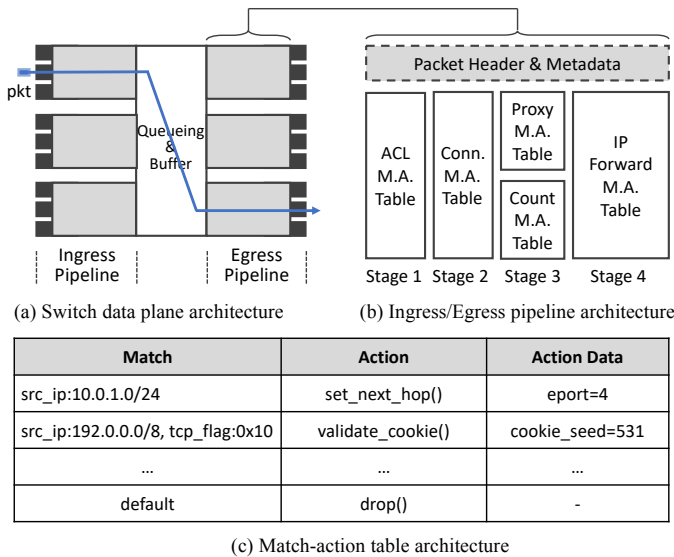 pkt
Queueing
&
Buffer
Ingress
Pipeline
Egress
Pipeline
(a) Switch data plane architecture
Packet Header & Metadata
ACL
M.A.
Table
Conn.
M.A.
Table
Proxy
M.A.
Table
Count
M.A.
Table
IP
Forward
M.A.
Table
Stage 1 Stage 2 Stage 3 Stage 4
(b) Ingress/Egress pipeline architecture
Match Action Action Data
src_ip:10.0.1.0/24 set_next_hop() eport=4
src_ip:192.0.0.0/8, tcp_flag:0x10 validate_cookie() cookie_seed=531
... ... ...
default drop() -
(c) Match-action table architecture